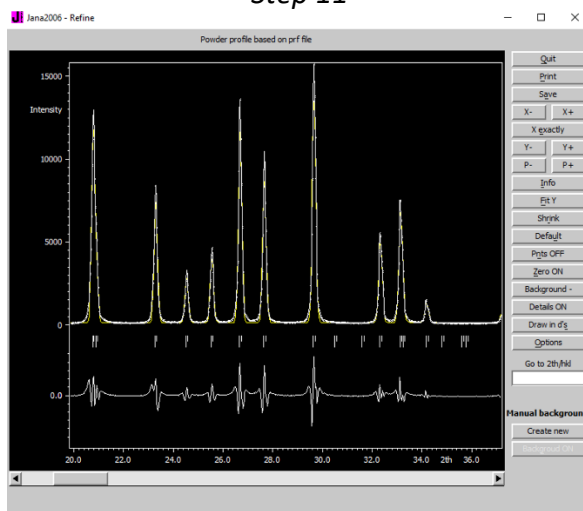 Step 11
Jana2006 - Refine
Powder profile based on prf file
15000
Intensity
10000
5000
0
0.0
20.0 22.0 24.0 26.0 28.0 30.0 32.0 34.0 2th 36.0
Quit
Print
Save
X- X+
X exactly
Y- Y+
P- P+
Info
Fit Y
Shrink
Default
Pnts OFF
Zero ON
Background -
Details ON
Draw in d's
Options
Go to 2th/hkl
Manual backgroun
Create new
Backgroud ON